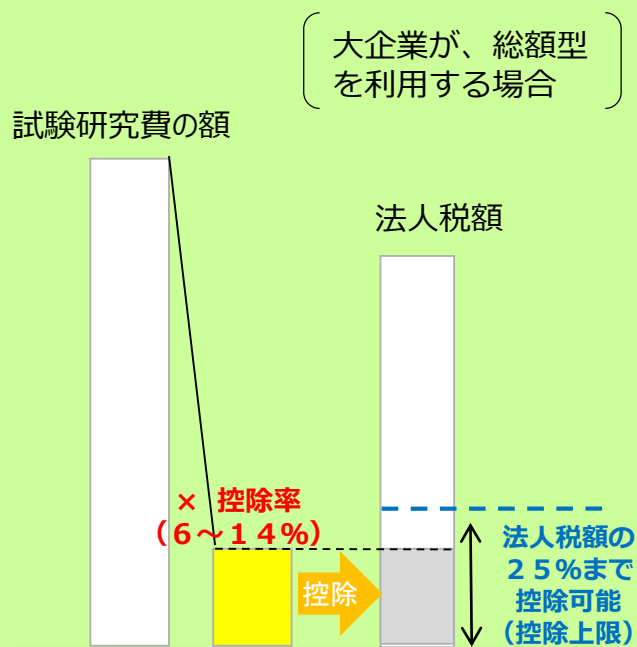 大企業が、総額型
を利用する場合
試験研究費の額
法人税額
× 控除率
（６～１４％）
控除
法人税額の
２５％まで
控除可能
（控除上限）